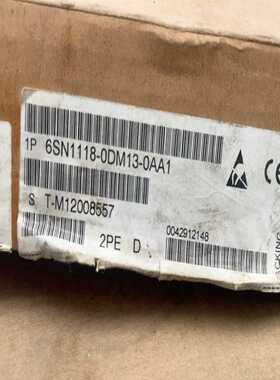 1P 6SN1118-0DM13-0AA1
S T-M12008557
0042912148
2PE D